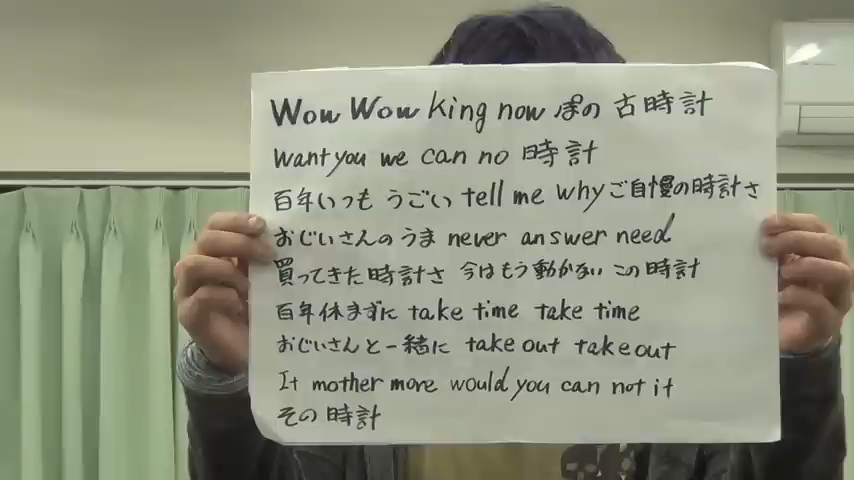 Wow Wow king now ぽの 古時計
want you we can no 時計
百年いつも うごい tell me why ご自慢の時計さ
おじいさんのうま never answer need
買ってきた時計さ 今はもう動かない この時計
百年休まずに take time take time
おじいさんと一緒に take out take out
It mother more would you can not it
その時計